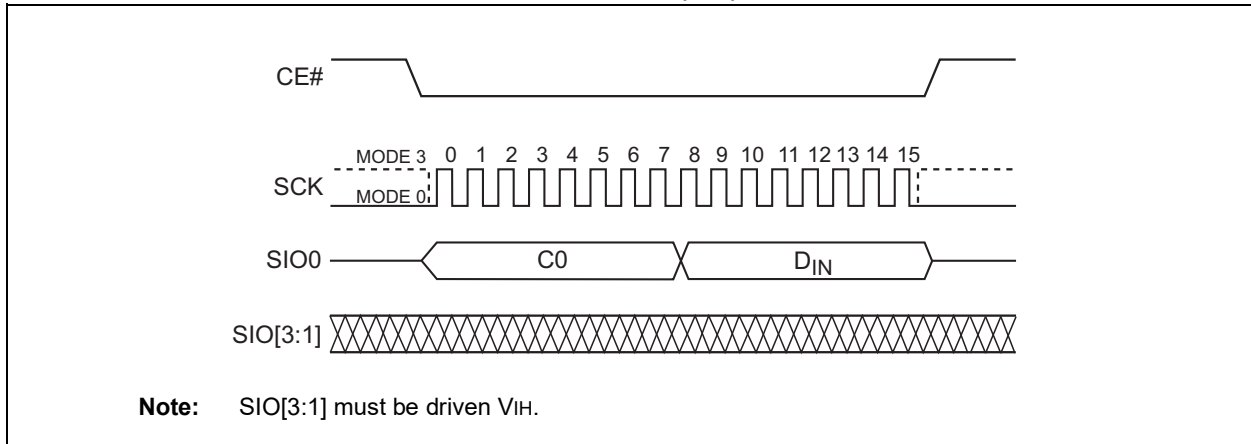 CE#
MODE 3 0 1 2 3 4 5 6 7 8 9 10 11 12 13 14 15
SCK
MODE 0
SIO0 C0 DIN
SIO[3:1]
Note: SIO[3:1] must be driven VIH.